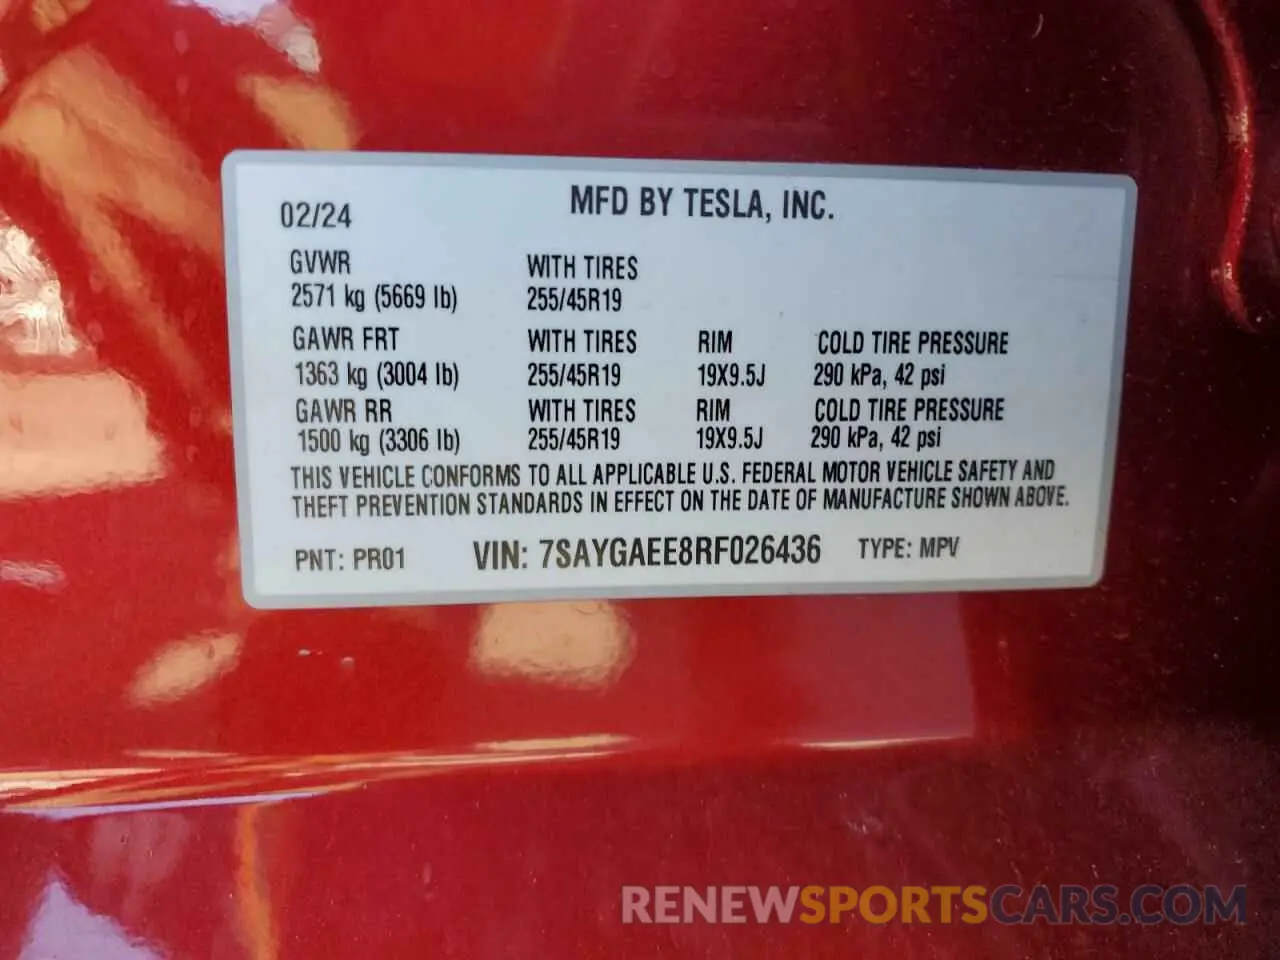 02/24 MFD BY TESLA, INC.
GVWR WITH TIRES
2571 kg (5669 lb) 255/45R19
GAWR FRT WITH TIRES RIM COLD TIRE PRESSURE
1363 kg (3004 lb) 255/45R19 19X9.5J 290 kPa, 42 psi
GAWR RR WITH TIRES RIM COLD TIRE PRESSURE
1500 kg (3306 lb) 255/45R19 19X9.5J 290 kPa, 42 psi
THIS VEHICLE CONFORMS TO ALL APPLICABLE U.S. FEDERAL MOTOR VEHICLE SAFETY AND
THEFT PREVENTION STANDARDS IN EFFECT ON THE DATE OF MANUFACTURE SHOWN ABOVE.
PNT: PR01 VIN: 7SAYGAEE8RF026436 TYPE: MPV
RENEWSPORTSCARS.COM